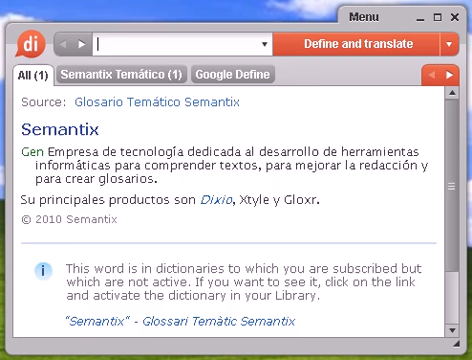 Menu
di
Define and translate
All (1)
Semantix Temático (1)
Google Define
Source: Glosario Temático Semantix
Semantix
Gen Empresa de tecnología dedicada al desarrollo de herramientas
informáticas para comprender textos, para mejorar la redacción y
para crear glosarios.
Su principales productos son Dixio, Xtyle y Gloxr.
© 2010 Semantix
i
This word is in dictionaries to which you are subscribed but
which are not active. If you want to see it, click on the link
and activate the dictionary in your Library.
"Semantix" - Glossari Temàtic Semantix